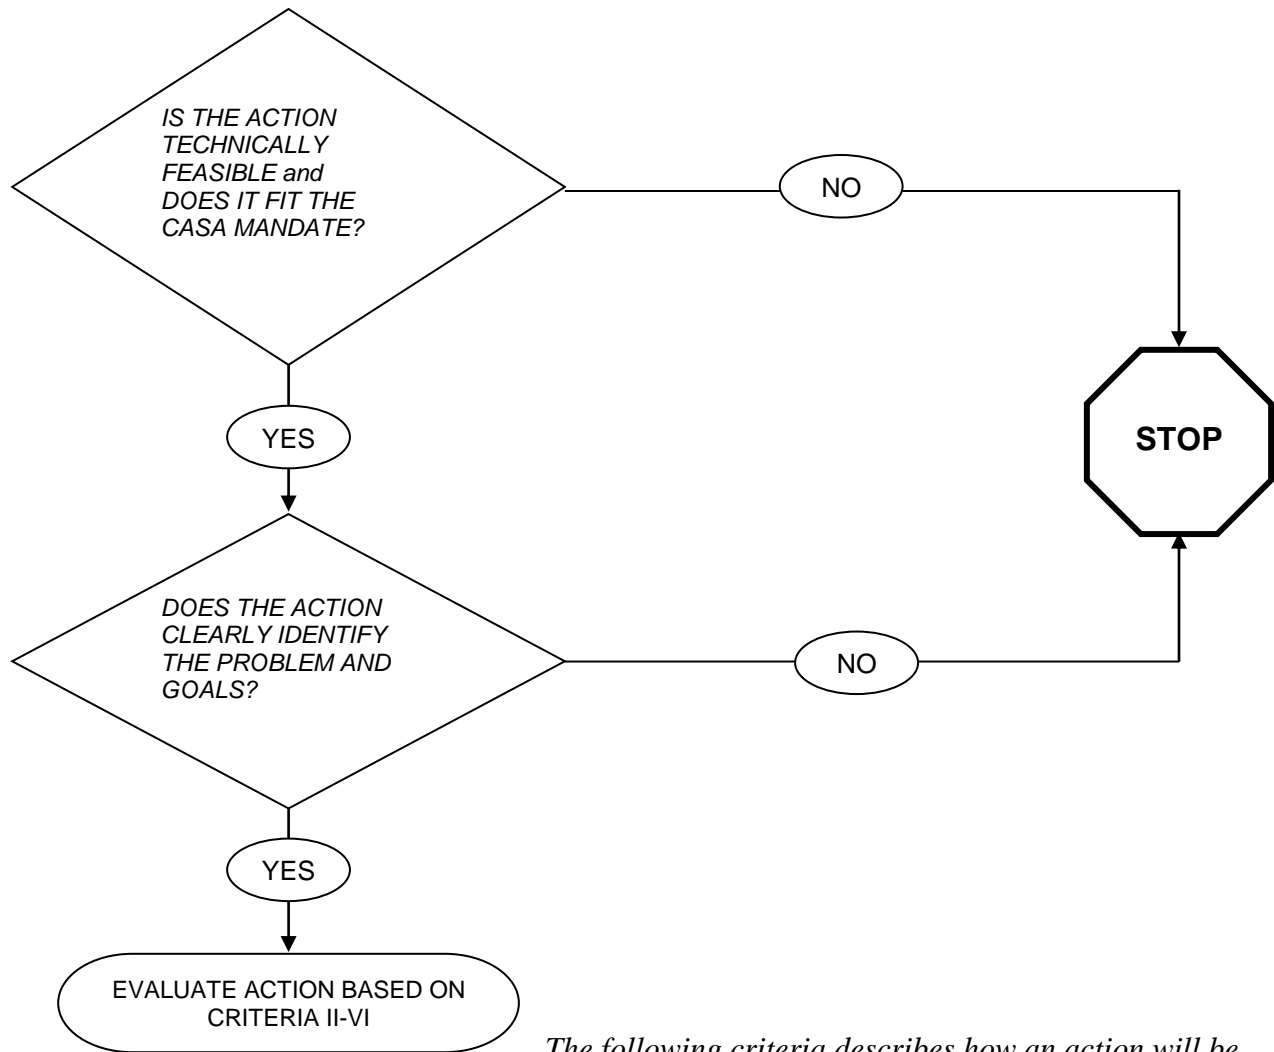 IS THE ACTION
TECHNICALLY
FEASIBLE and
DOES IT FIT THE
CASA MANDATE?
NO
YES
STOP
DOES THE ACTION
CLEARLY IDENTIFY
THE PROBLEM AND
GOALS?
NO
YES
EVALUATE ACTION BASED ON
CRITERIA II-VI
The following criteria describes how an action will be